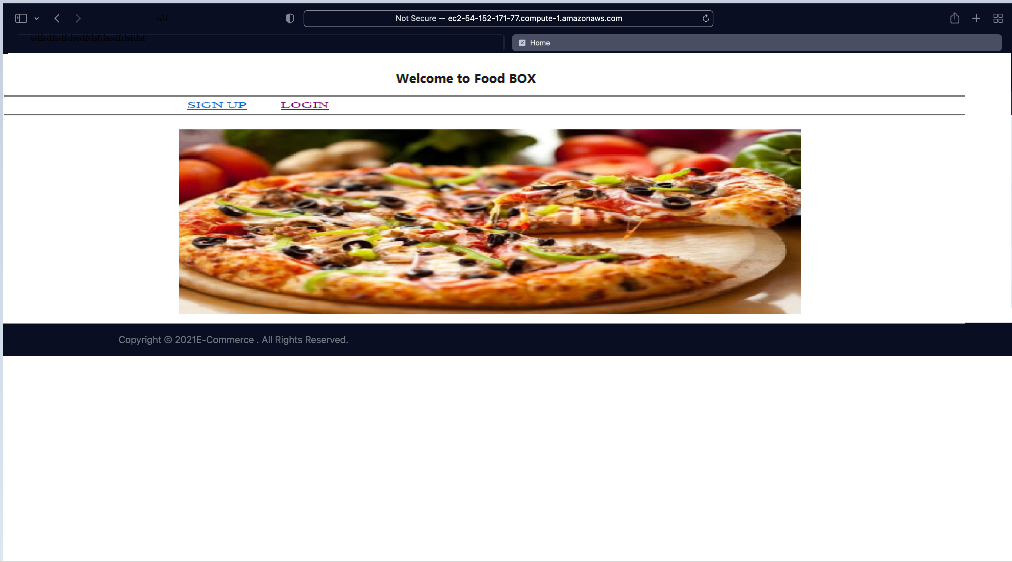 Not Secure — ec2-54-152-171-77.compute-1.amazonaws.com
Home
Welcome to Food BOX
SIGN UP LOGIN
Copyright © 2021E-Commerce . All Rights Reserved.